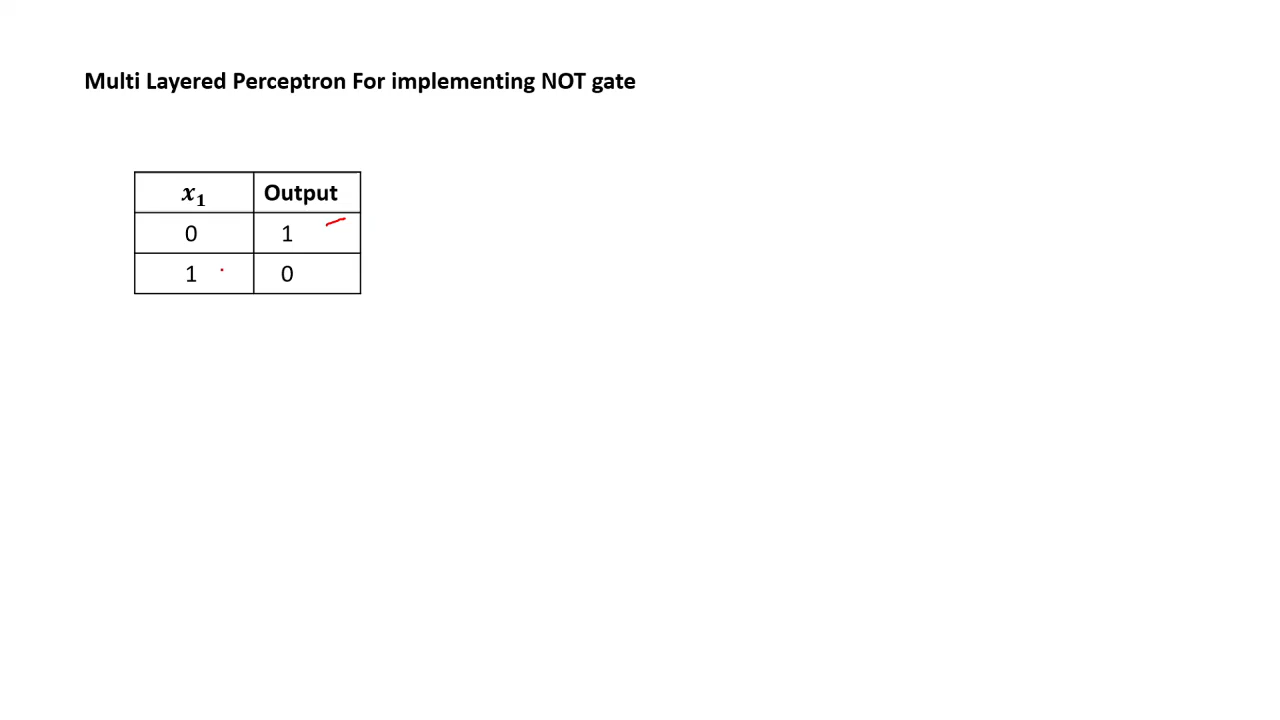 Multi Layered Perceptron For implementing NOT gate
x₁ Output
0 1
1 0